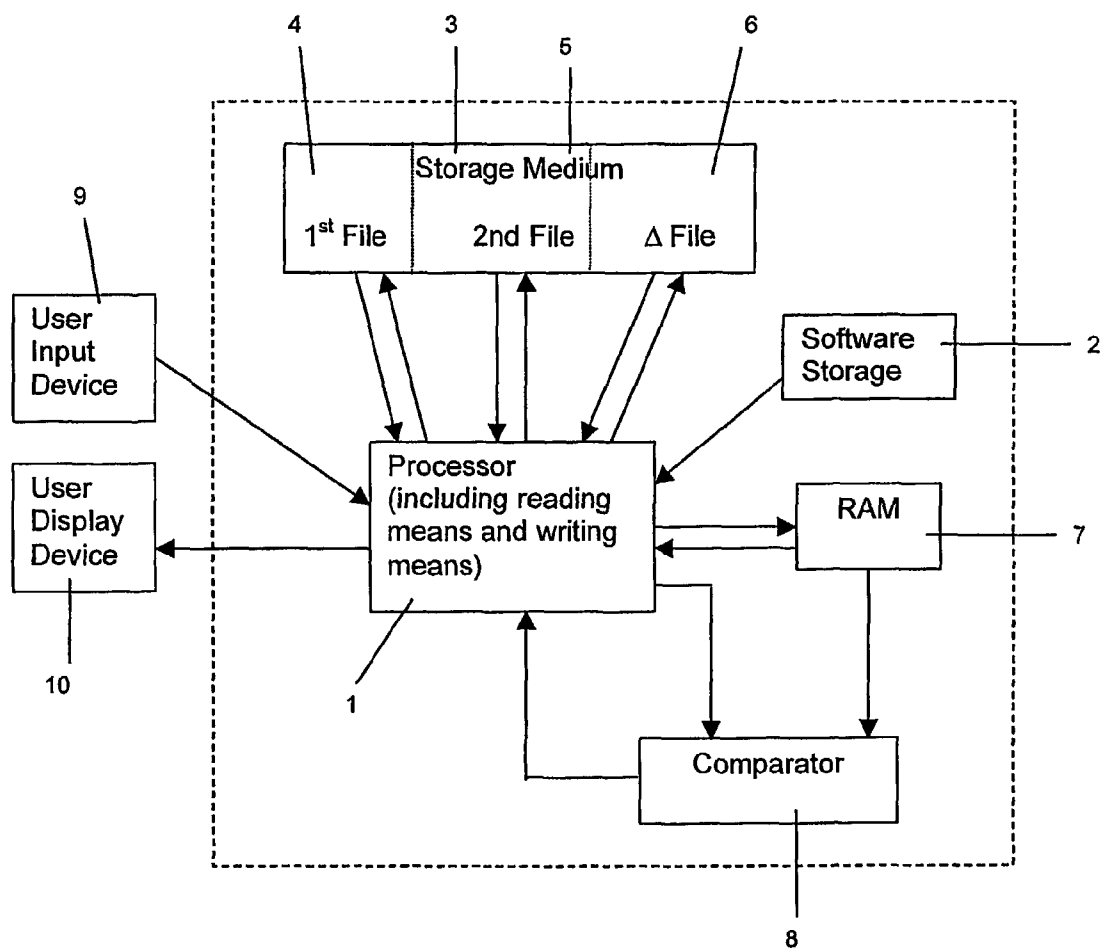 4
3
5
6
Storage Medium
1st File
2nd File
Δ File
9
User
Input
Device
Software
Storage
2
Processor
(including reading
means and writing
means)
User
Display
Device
RAM
7
10
1
Comparator
8